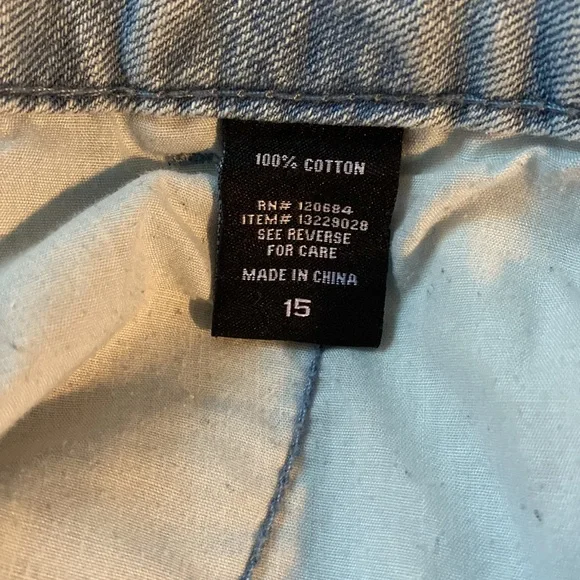 100% COTTON
RN# 120684
ITEM# 13229028
SEE REVERSE
FOR CARE
MADE IN CHINA
15